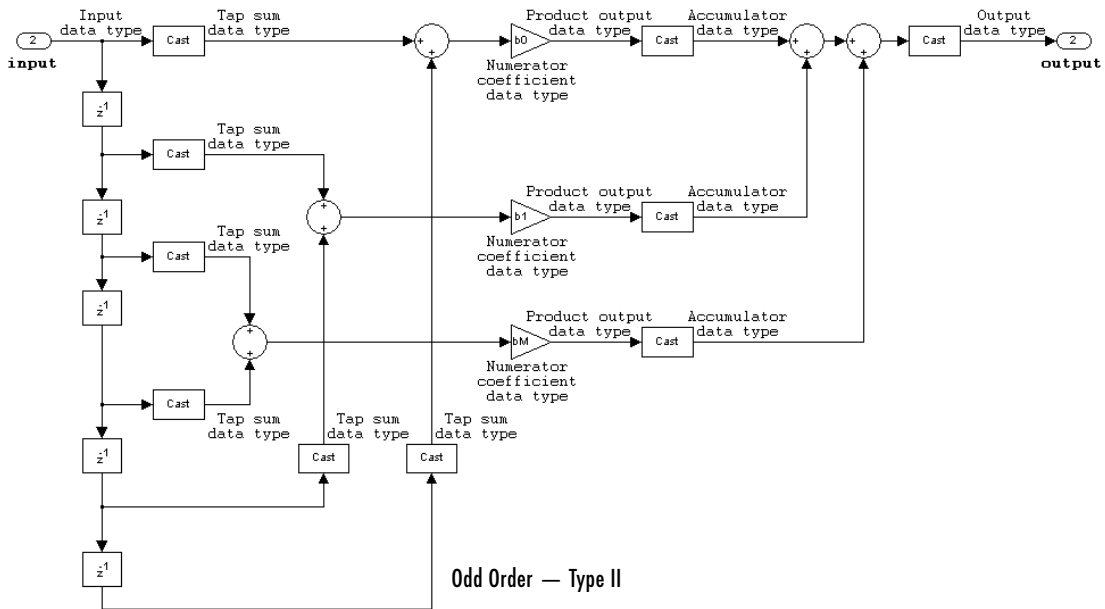 Input
data type
Tap sum
data type
Product output
data type
Accumulator
data type
Output
data type
2
Cast
+
+
b0
Cast
+
+
+
+
Cast
2
input
output
Numerator
coefficient
data type
z-1
Tap sum
data type
Cast
z-1
+
+
Product output
data type
Accumulator
data type
b1
Cast
Tap sum
data type
Numerator
coefficient
data type
Cast
z-1
+
+
Product output
data type
Accumulator
data type
bM
Cast
Numerator
coefficient
data type
Cast
Tap sum
data type
Tap sum
data type
Tap sum
data type
z-1
Cast
Cast
z-1
Odd Order — Type II